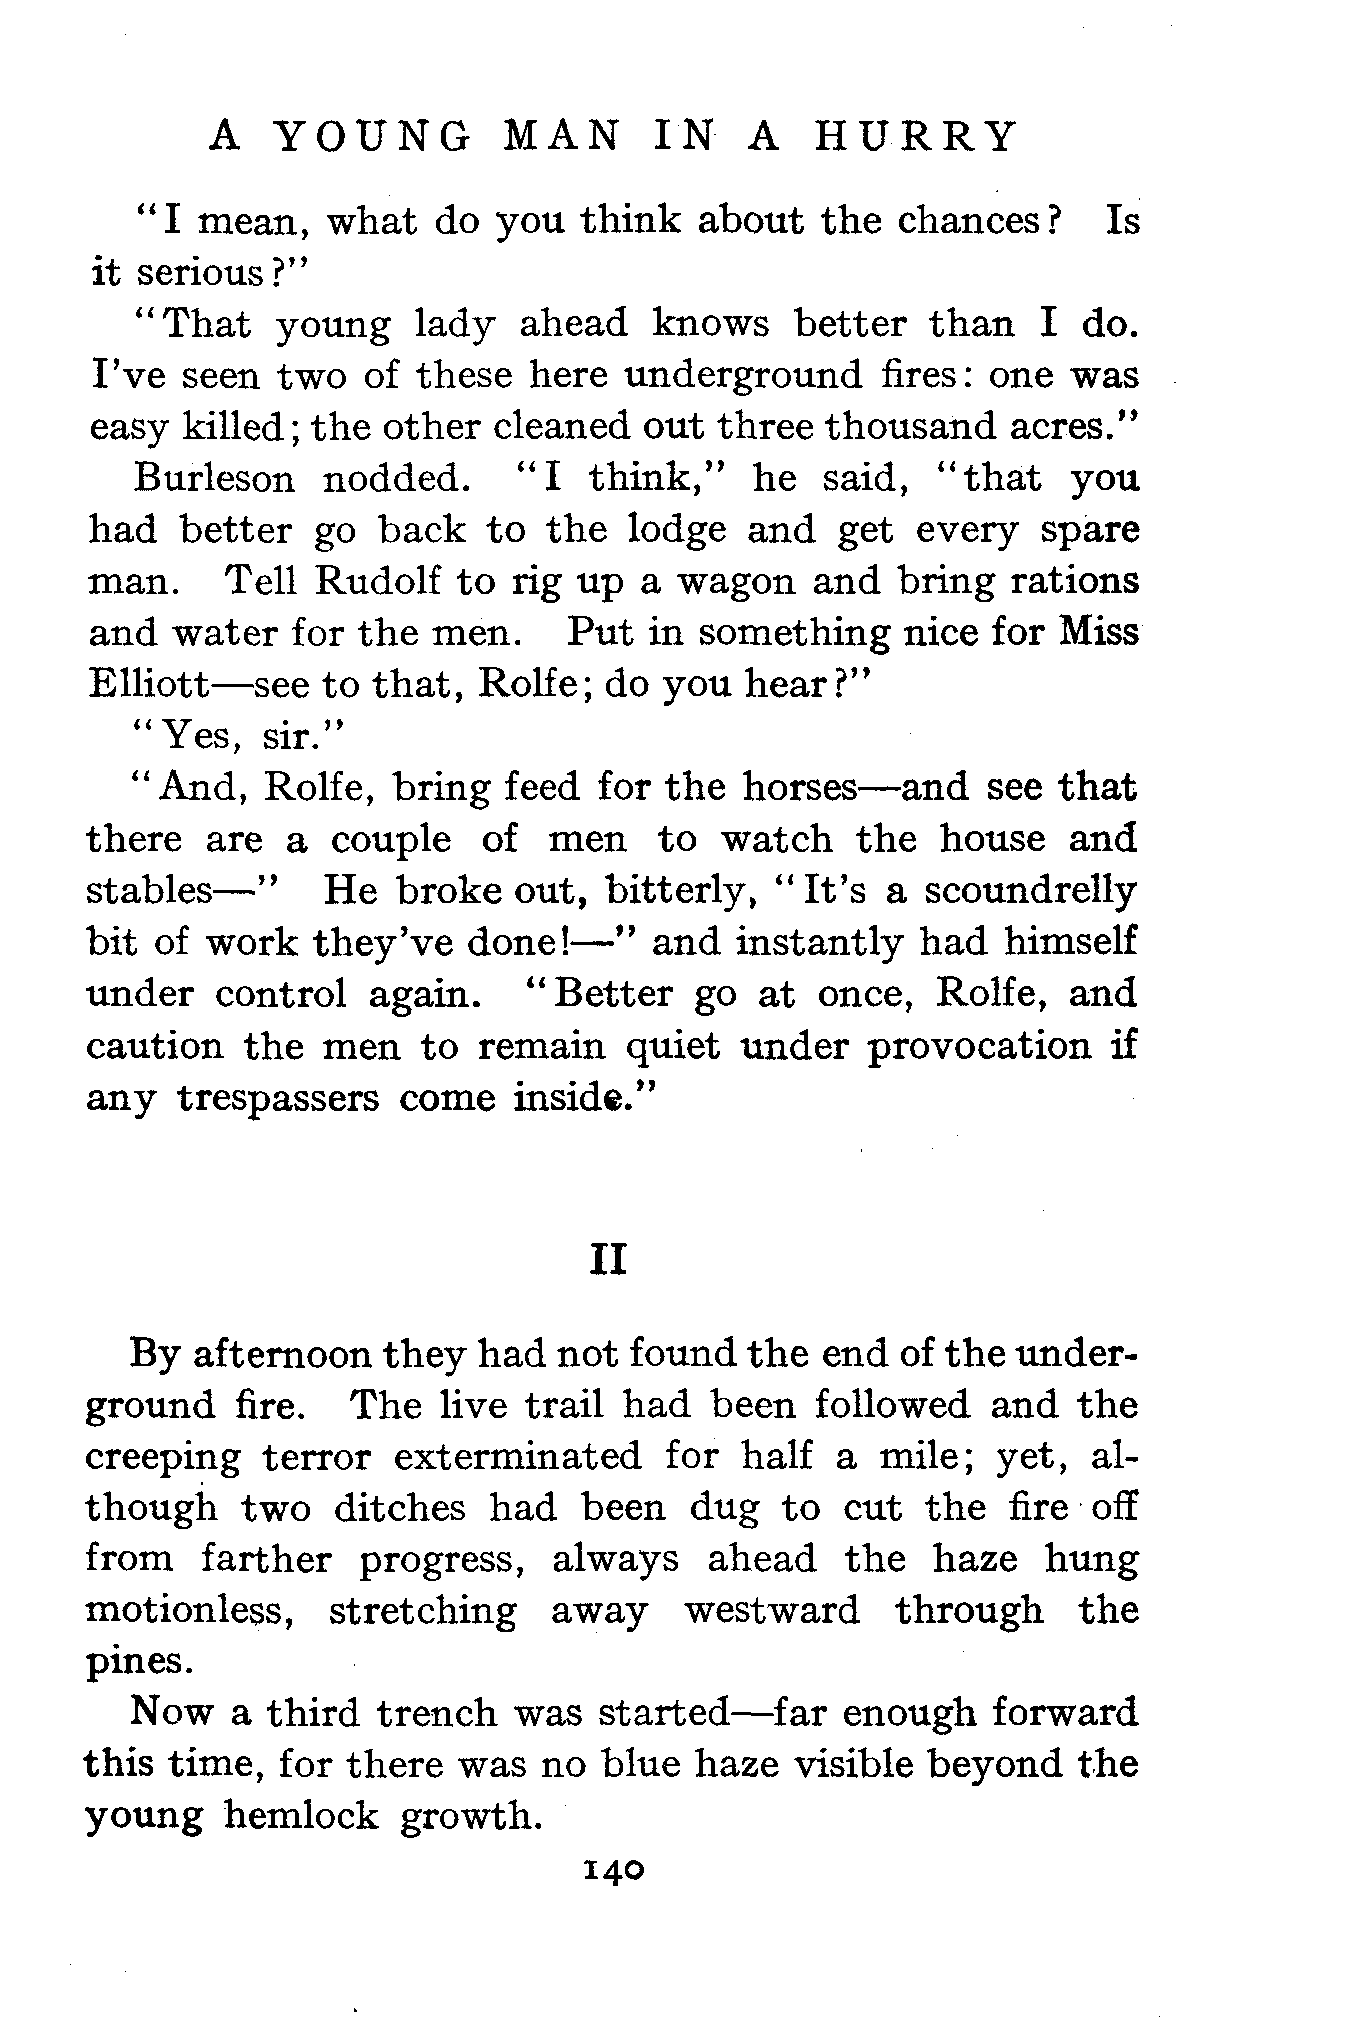 A YOUNG MAN IN A HURRY
"I mean, what do you think about the chances? Is
it serious?"
"That young lady ahead knows better than I do.
I've seen two of these here underground fires: one was
easy killed; the other cleaned out three thousand acres."
Burleson nodded. "I think," he said, "that you
had better go back to the lodge and get every spare
man. Tell Rudolf to rig up a wagon and bring rations
and water for the men. Put in something nice for Miss
Elliott—see to that, Rolfe; do you hear?"
"Yes, sir."
"And, Rolfe, bring feed for the horses—and see that
there are a couple of men to watch the house and
stables—" He broke out, bitterly, "It's a scoundrelly
bit of work they've done!—" and instantly had himself
under control again. "Better go at once, Rolfe, and
caution the men to remain quiet under provocation if
any trespassers come inside."
II
By afternoon they had not found the end of the under-
ground fire. The live trail had been followed and the
creeping terror exterminated for half a mile; yet, al-
though two ditches had been dug to cut the fire off
from farther progress, always ahead the haze hung
motionless, stretching away westward through the
pines.
Now a third trench was started—far enough forward
this time, for there was no blue haze visible beyond the
young hemlock growth.
140